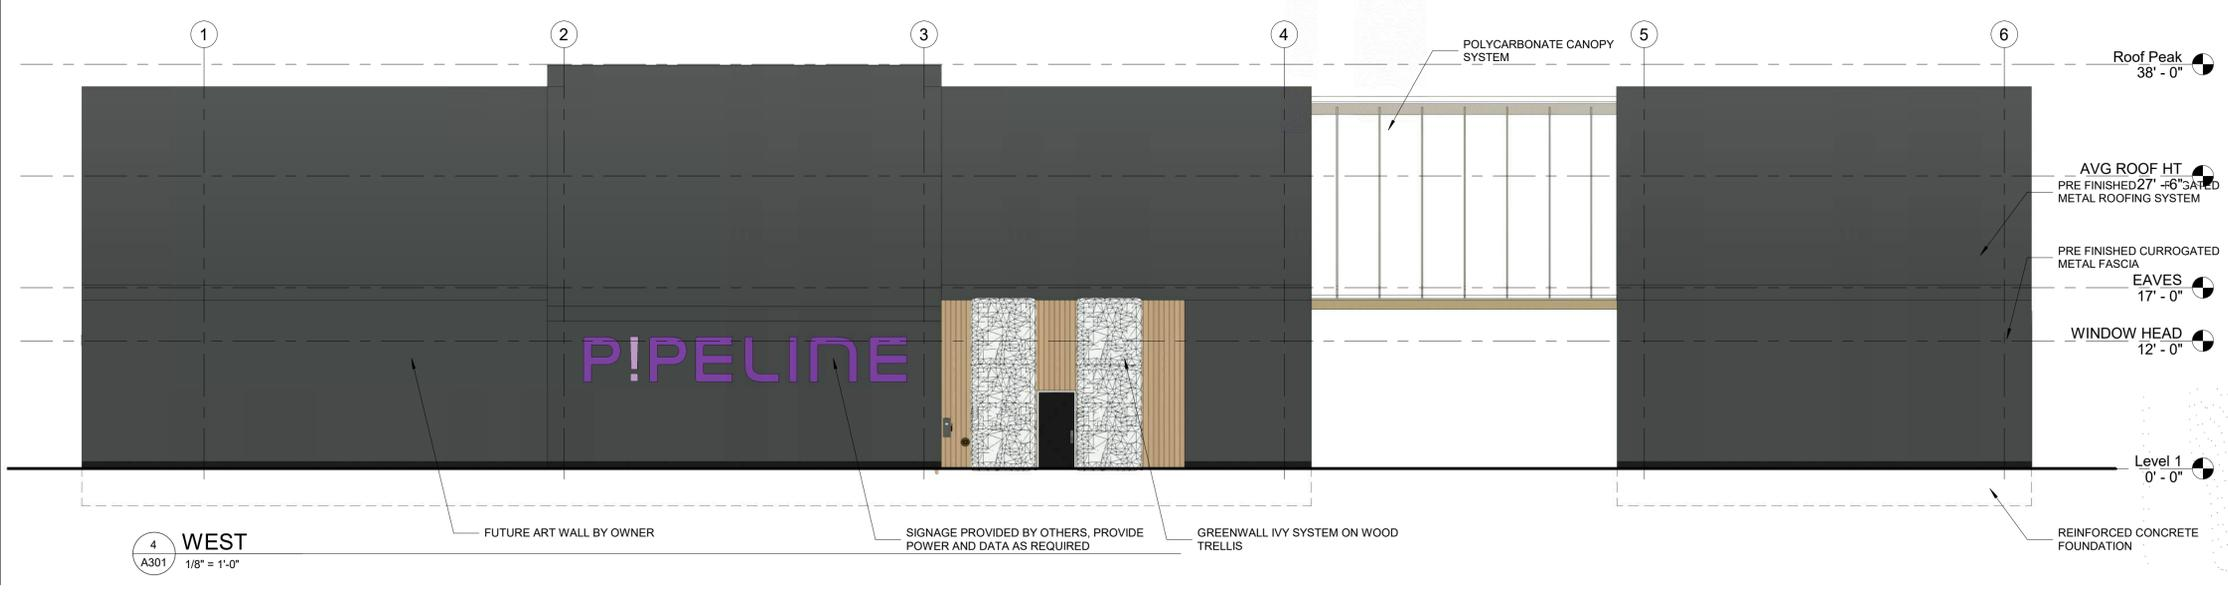 1
2
3
4
5
6
POLYCARBONATE CANOPY
SYSTEM
Roof Peak
38' - 0"
AVG ROOF HT
27' - 6"
PRE FINISHED
METAL ROOFING SYSTEM
PRE FINISHED CURROGATED
METAL FASCIA
EAVES
17' - 0"
WINDOW HEAD
12' - 0"
P!PELINE
Level 1
0' - 0"
FUTURE ART WALL BY OWNER
SIGNAGE PROVIDED BY OTHERS, PROVIDE
POWER AND DATA AS REQUIRED
GREENWALL IVY SYSTEM ON WOOD
TRELLIS
REINFORCED CONCRETE
FOUNDATION
4
A301
WEST
1/8" = 1'-0"